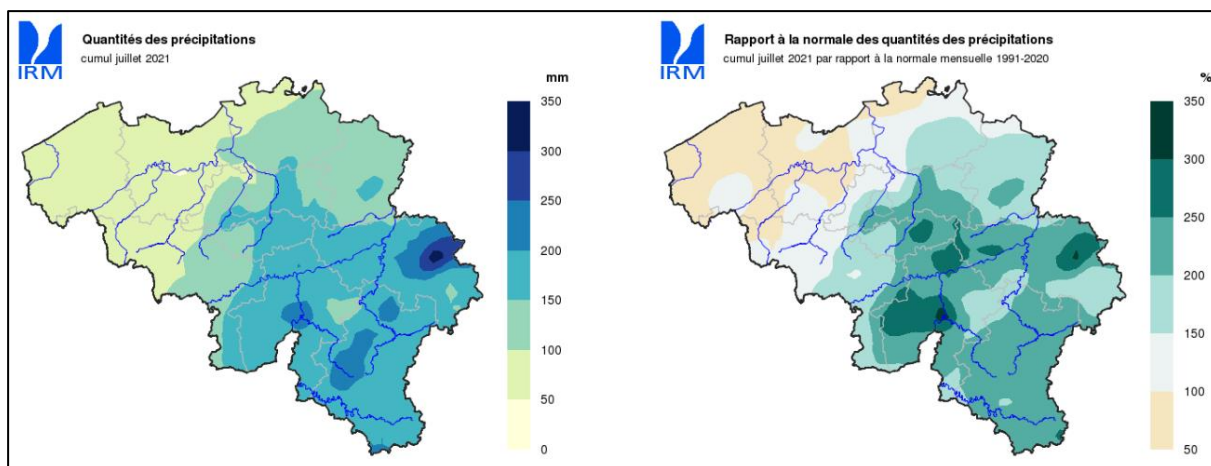 IRM
Quantités des précipitations
cumul juillet 2021
mm
350
300
250
200
150
100
50
0
IRM
Rapport à la normale des quantités des précipitations
cumul juillet 2021 par rapport à la normale mensuelle 1991-2020
%
350
300
250
200
150
100
50